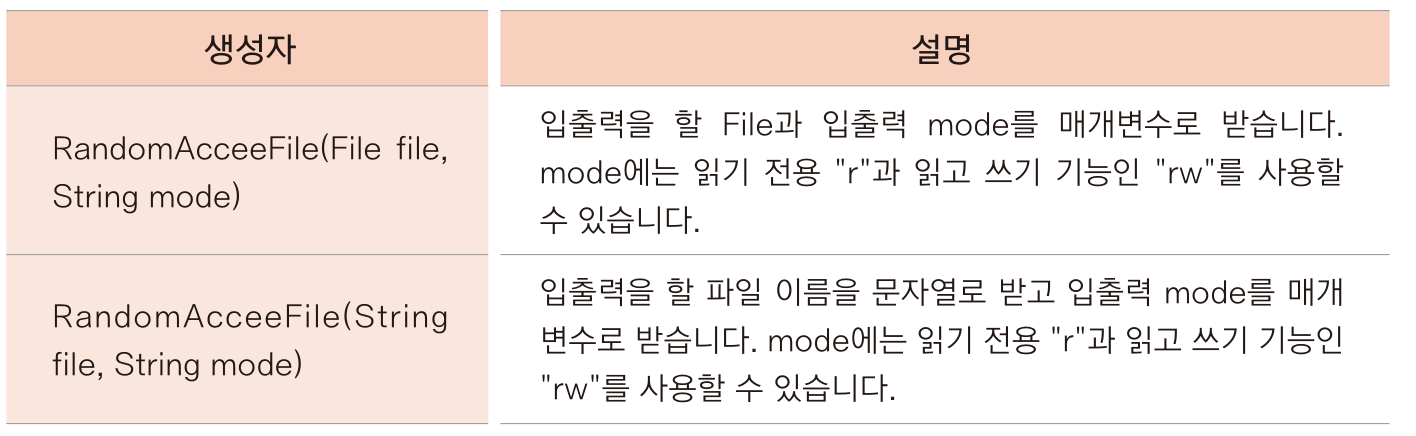 생성자
설명
RandomAcceeFile(File file,
String mode)
입출력을 할 File과 입출력 mode를 매개변수로 받습니다.
mode에는 읽기 전용 "r"과 읽고 쓰기 기능인 "rw"를 사용할
수 있습니다.
RandomAcceeFile(String
file, String mode)
입출력을 할 파일 이름을 문자열로 받고 입출력 mode를 매개
변수로 받습니다. mode에는 읽기 전용 "r"과 읽고 쓰기 기능인
"rw"를 사용할 수 있습니다.